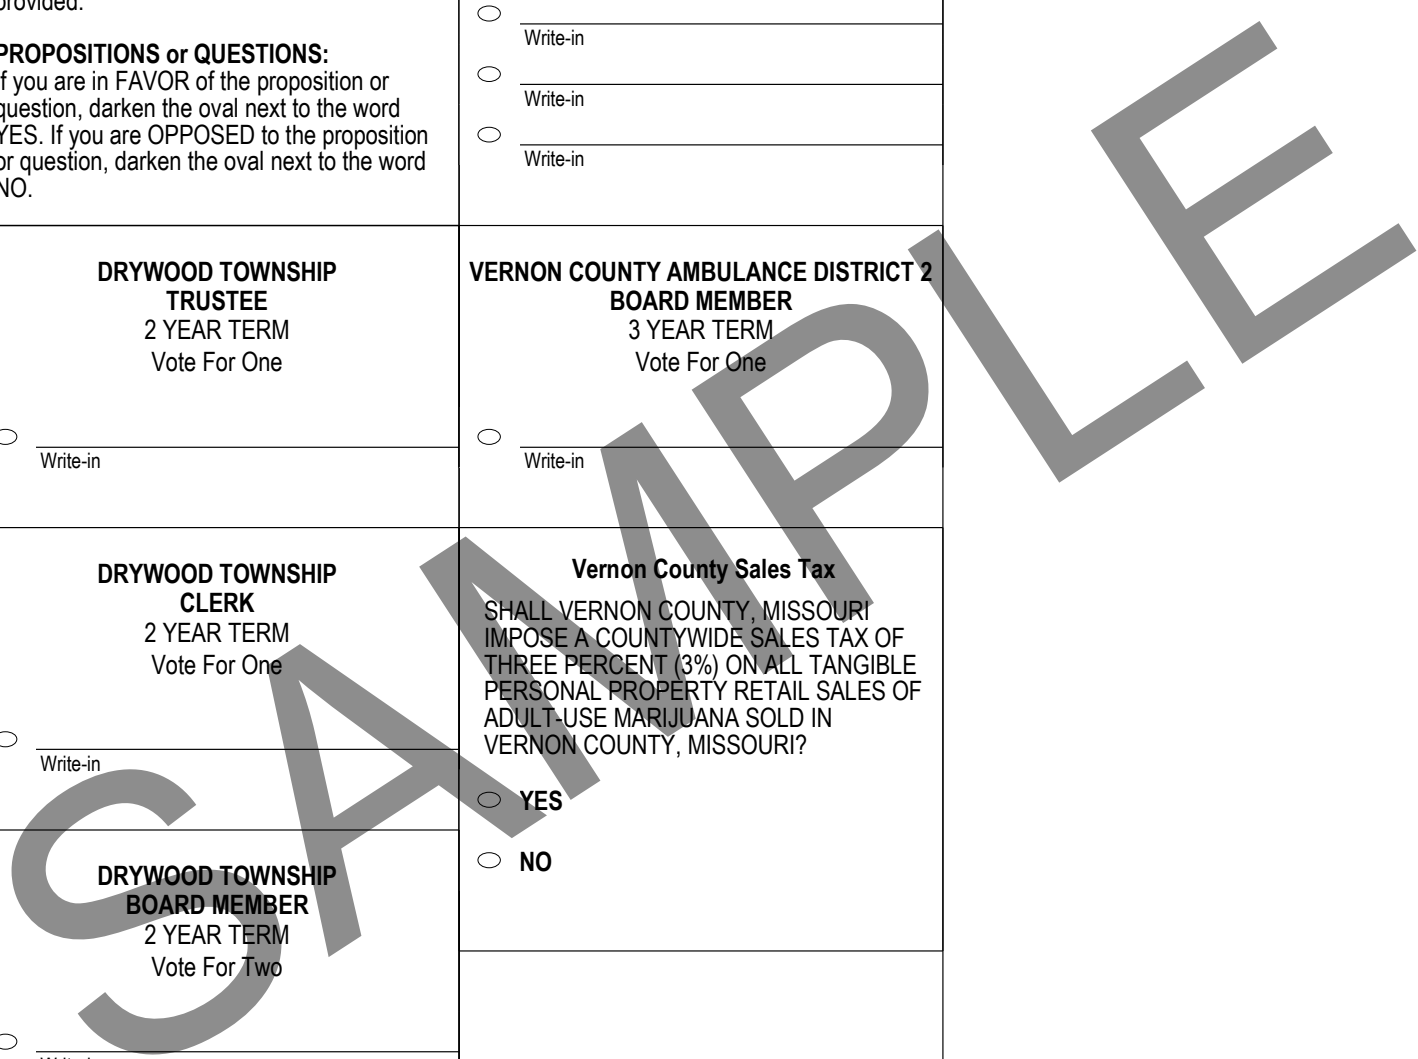 provided.
PROPOSITIONS or QUESTIONS:
If you are in FAVOR of the proposition or
question, darken the oval next to the word
YES. If you are OPPOSED to the proposition
or question, darken the oval next to the word
NO.
DRYWOOD TOWNSHIP
TRUSTEE
2 YEAR TERM
Vote For One
Write-in
DRYWOOD TOWNSHIP
CLERK
2 YEAR TERM
Vote For One
Write-in
DRYWOOD TOWNSHIP
BOARD MEMBER
2 YEAR TERM
Vote For Two
Write-in
Write-in
Write-in
Write-in
VERNON COUNTY AMBULANCE DISTRICT 2
BOARD MEMBER
3 YEAR TERM
Vote For One
Write-in
Vernon County Sales Tax
SHALL VERNON COUNTY, MISSOURI
IMPOSE A COUNTYWIDE SALES TAX OF
THREE PERCENT (3%) ON ALL TANGIBLE
PERSONAL PROPERTY RETAIL SALES OF
ADULT-USE MARIJUANA SOLD IN
VERNON COUNTY, MISSOURI?
YES
NO
SAMPLE